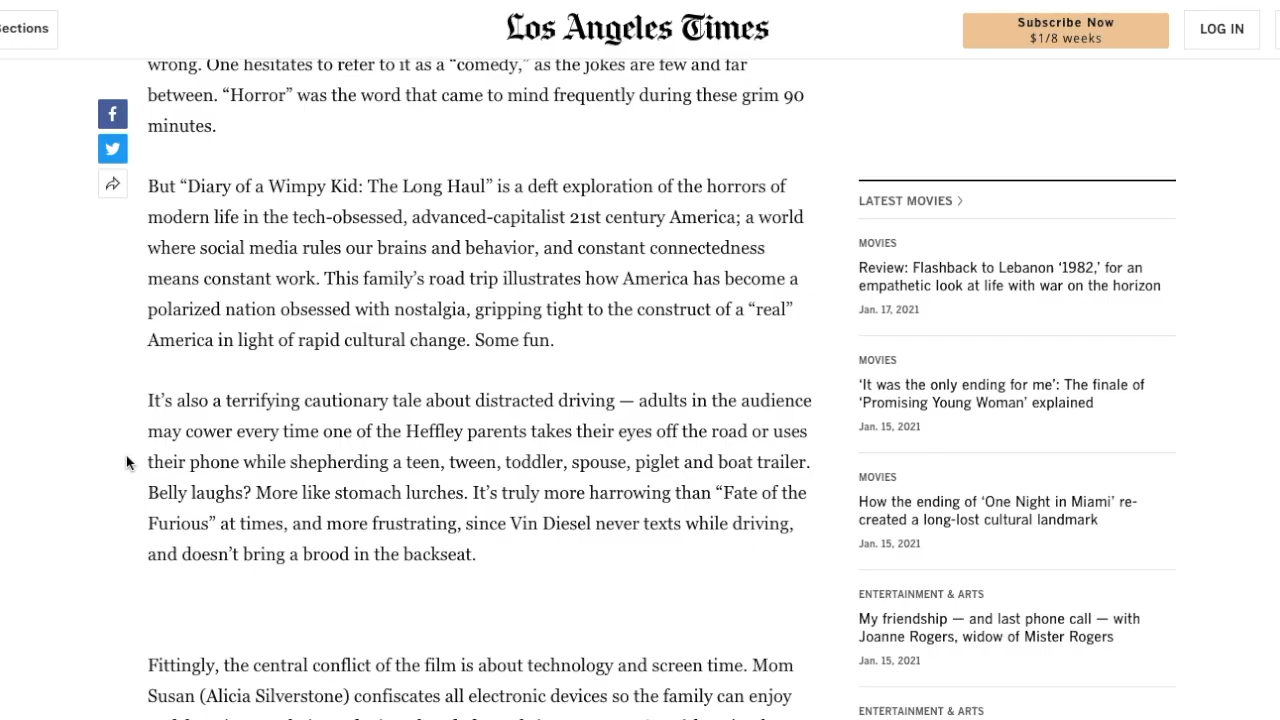 Sections
Los Angeles Times
Subscribe Now
$1/8 weeks
LOG IN
wrong. One hesitates to refer to it as a “comedy,” as the jokes are few and far
between. “Horror” was the word that came to mind frequently during these grim 90
minutes.
But “Diary of a Wimpy Kid: The Long Haul” is a deft exploration of the horrors of
modern life in the tech-obsessed, advanced-capitalist 21st century America; a world
where social media rules our brains and behavior, and constant connectedness
means constant work. This family’s road trip illustrates how America has become a
polarized nation obsessed with nostalgia, gripping tight to the construct of a “real”
America in light of rapid cultural change. Some fun.
It’s also a terrifying cautionary tale about distracted driving — adults in the audience
may cower every time one of the Heffley parents takes their eyes off the road or uses
their phone while shepherding a teen, tween, toddler, spouse, piglet and boat trailer.
Belly laughs? More like stomach lurches. It’s truly more harrowing than “Fate of the
Furious” at times, and more frustrating, since Vin Diesel never texts while driving,
and doesn’t bring a brood in the backseat.
Fittingly, the central conflict of the film is about technology and screen time. Mom
Susan (Alicia Silverstone) confiscates all electronic devices so the family can enjoy
LATEST MOVIES >
MOVIES
Review: Flashback to Lebanon ‘1982,’ for an
empathetic look at life with war on the horizon
Jan. 17, 2021
MOVIES
‘It was the only ending for me’: The finale of
‘Promising Young Woman’ explained
Jan. 15, 2021
MOVIES
How the ending of ‘One Night in Miami’ re-
created a long-lost cultural landmark
Jan. 15, 2021
ENTERTAINMENT & ARTS
My friendship — and last phone call — with
Joanne Rogers, widow of Mister Rogers
Jan. 15, 2021
ENTERTAINMENT & ARTS